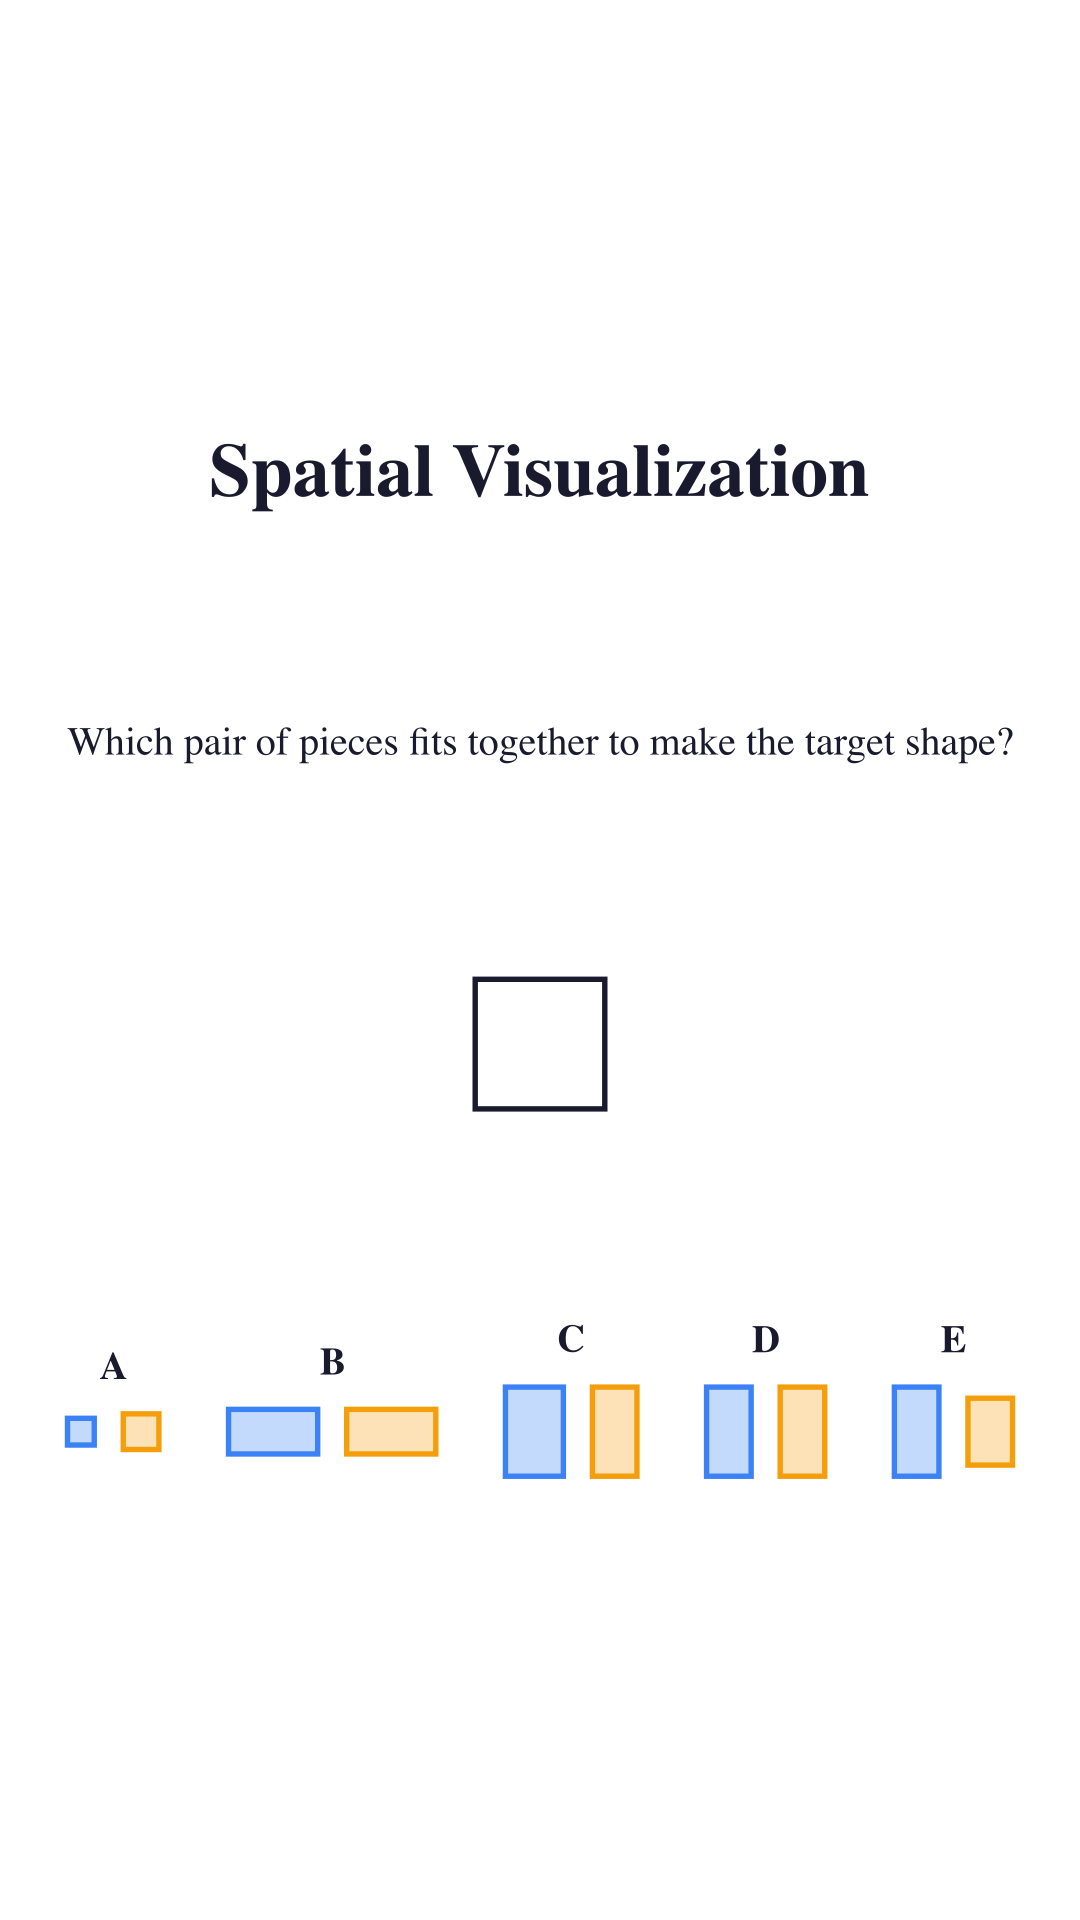 Spatial Visualization
Which pair of pieces fits together to make the target shape?
A B C D E